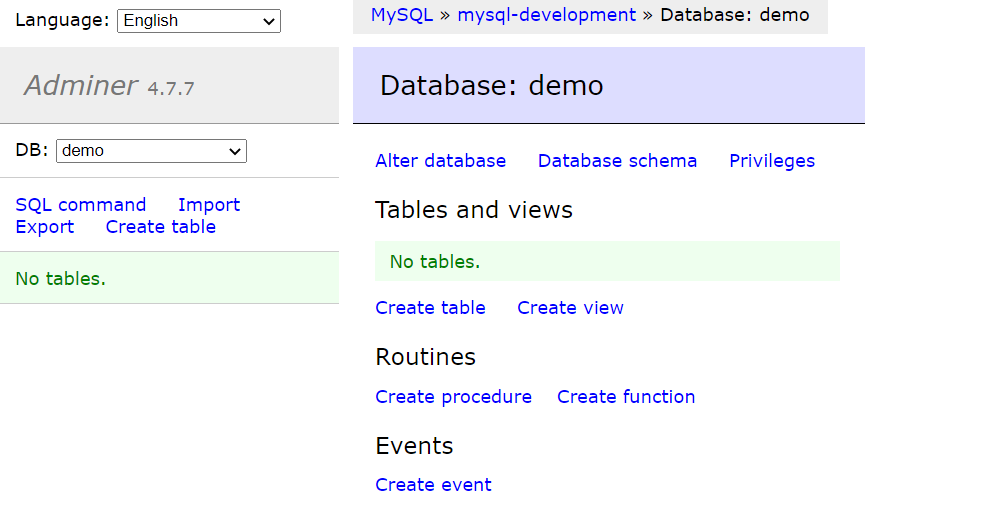 Language: English
MySQL » mysql-development » Database: demo
Adminer 4.7.7
Database: demo
DB: demo
SQL command Import
Export Create table
No tables.
Alter database Database schema Privileges
Tables and views
No tables.
Create table Create view
Routines
Create procedure Create function
Events
Create event